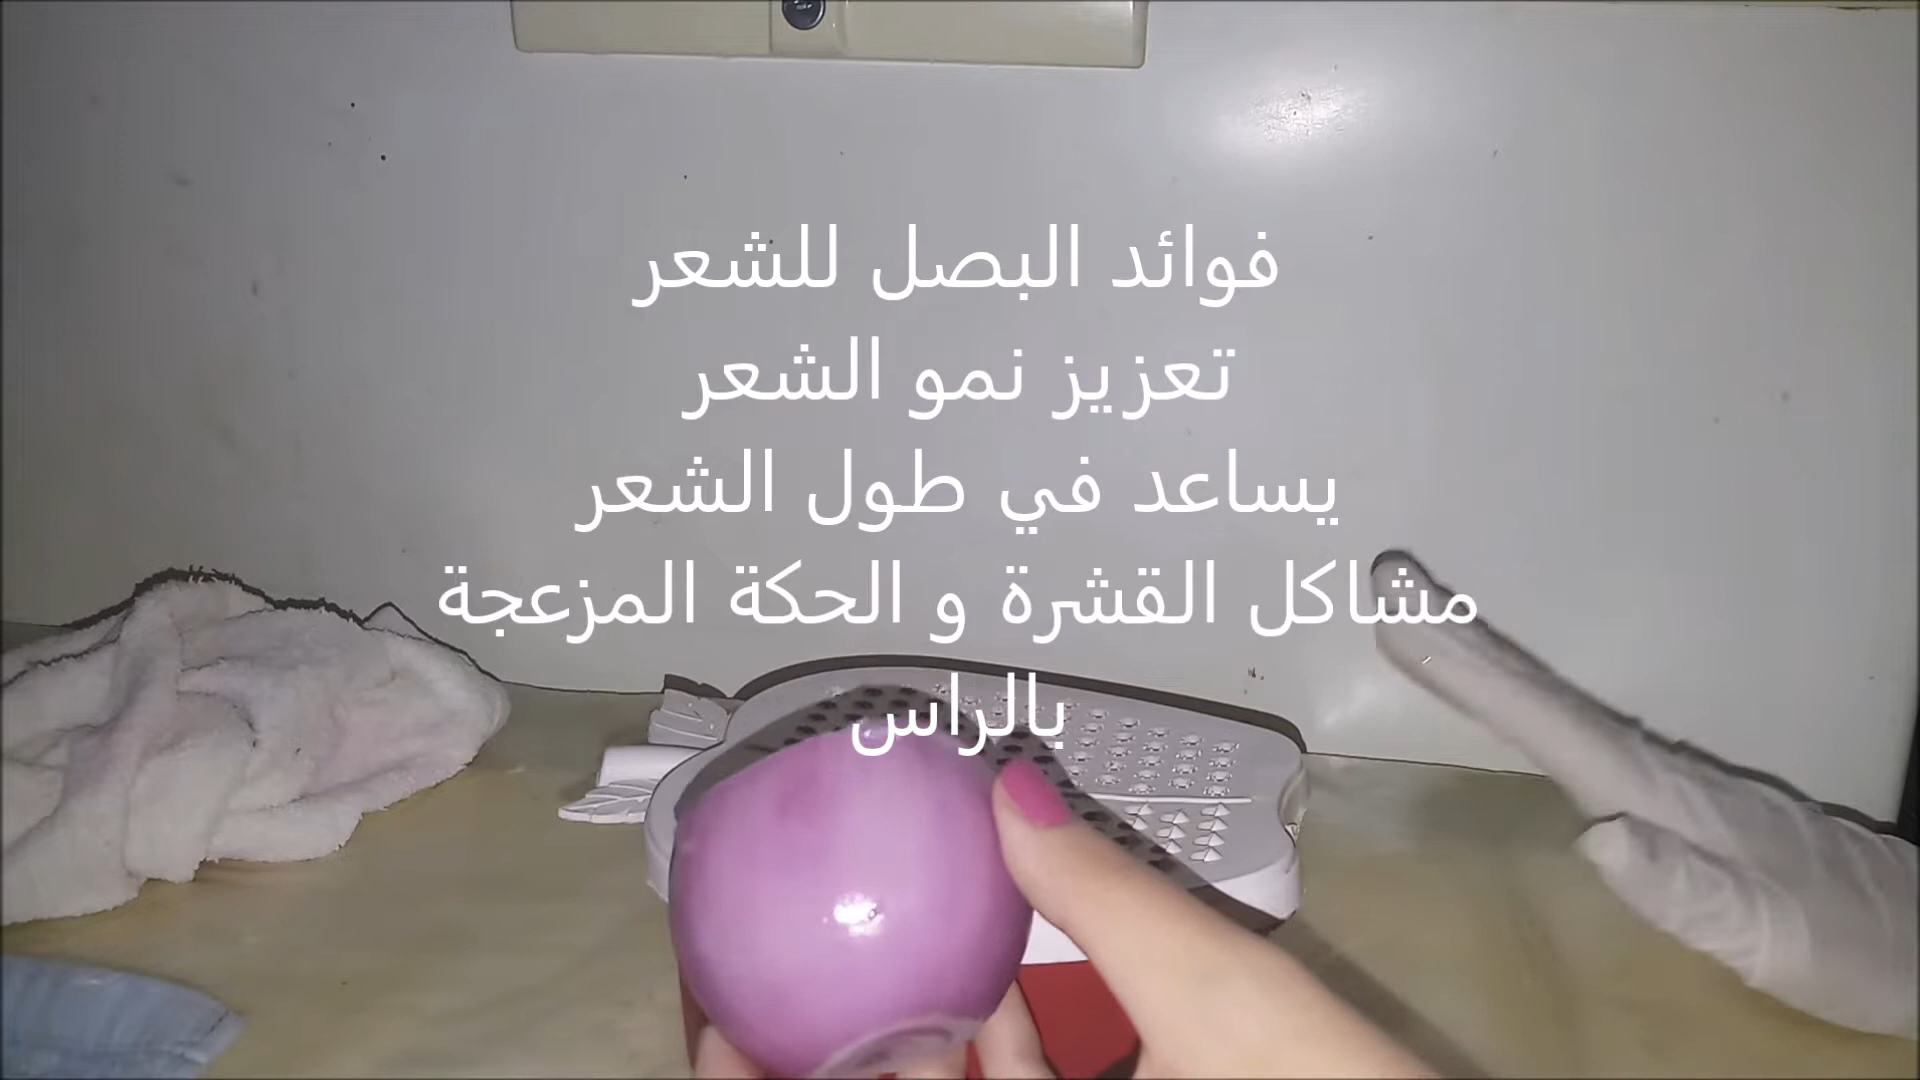 فوائد البصل للشعر
تعزيز نمو الشعر
يساعد في طول الشعر
مشاكل القشرة و الحكة المزعجة
بالراس